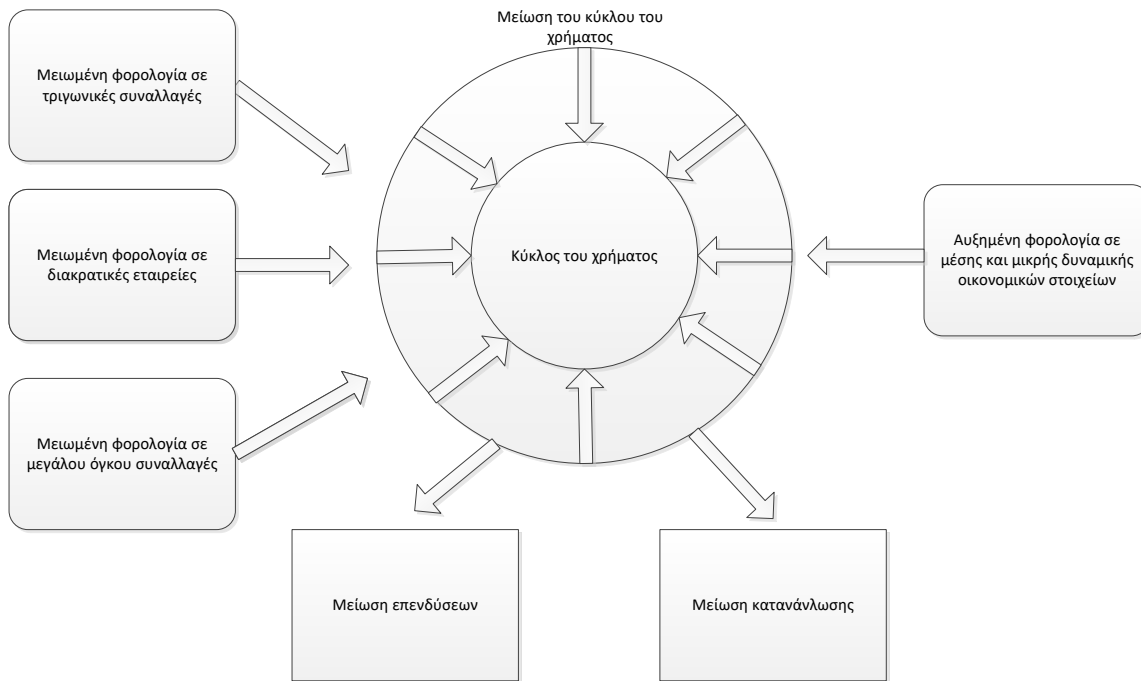 Μείωση του κύκλου του
χρήματος
Μειωμένη φορολογία σε
τριγωνικές συναλλαγές
Μειωμένη φορολογία σε
διακρατικές εταιρείες
Κύκλος του χρήματος
Αυξημένη φορολογία σε
μέσης και μικρής δυναμικής
οικονομικών στοιχείων
Μειωμένη φορολογία σε
μεγάλου όγκου συναλλαγές
Μείωση επενδύσεων
Μείωση κατανάνλωσης